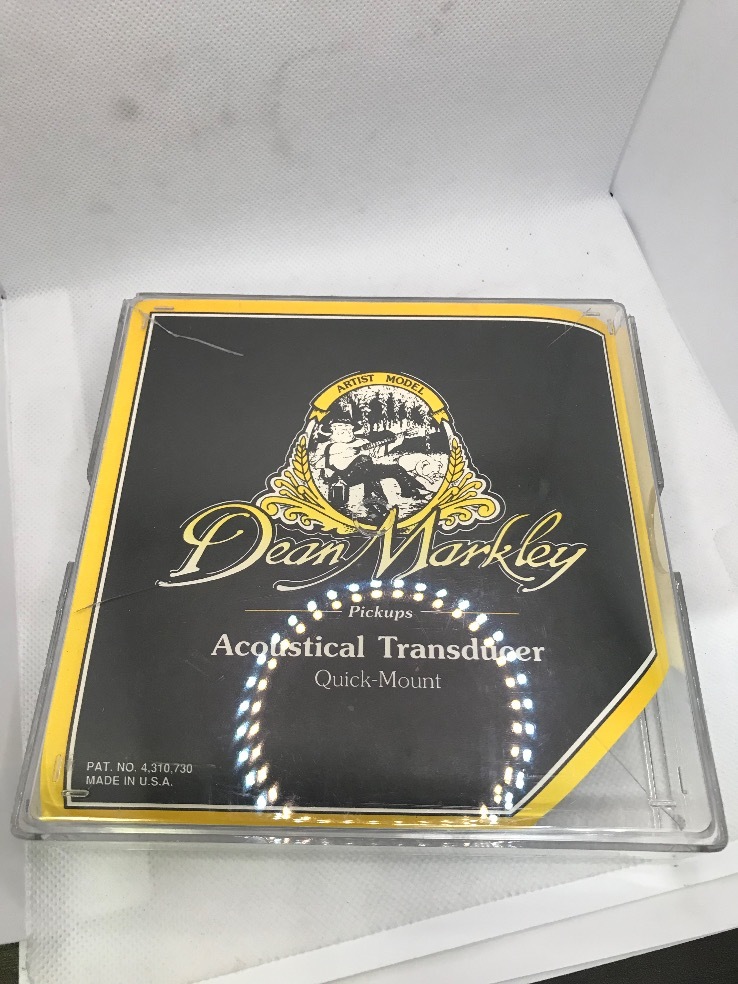 ARTIST MODEL
Dean Markley
Pickups
Acoustical Transducer
Quick-Mount
PAT. NO. 4,310,730
MADE IN U.S.A.